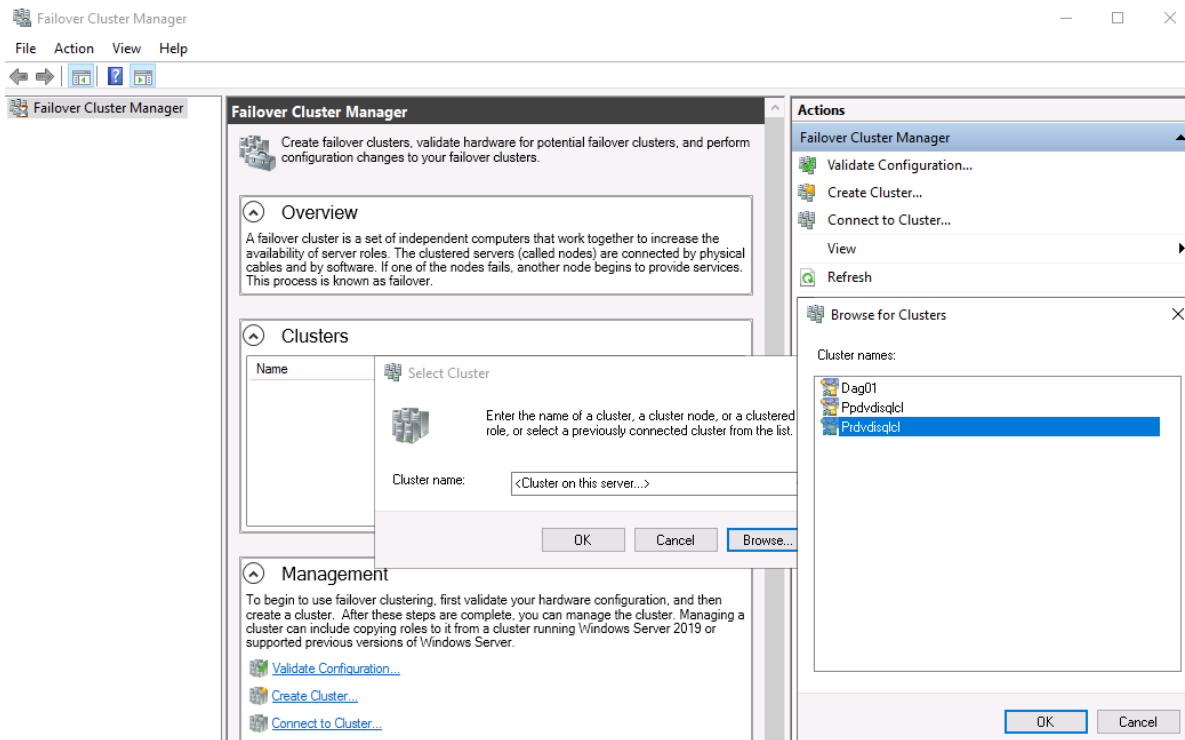 Failover Cluster Manager
File Action View Help
Failover Cluster Manager
Failover Cluster Manager
Create failover clusters, validate hardware for potential failover clusters, and perform
configuration changes to your failover clusters.
Overview
A failover cluster is a set of independent computers that work together to increase the
availability of server roles. The clustered servers (called nodes) are connected by physical
cables and by software. If one of the nodes fails, another node begins to provide services.
This process is known as failover.
Clusters
Name
Select Cluster
Enter the name of a cluster, a cluster node, or a clustered
role, or select a previously connected cluster from the list.
Cluster name:
<Cluster on this server...>
OK Cancel Browse...
Management
To begin to use failover clustering, first validate your hardware configuration, and then
create a cluster. After these steps are complete, you can manage the cluster. Managing a
cluster can include copying roles to it from a cluster running Windows Server 2019 or
supported previous versions of Windows Server.
Validate Configuration...
Create Cluster...
Connect to Cluster...
Actions
Failover Cluster Manager
Validate Configuration...
Create Cluster...
Connect to Cluster...
View
Refresh
Browse for Clusters
Cluster names:
Dag01
Ppdvdisqlcl
Prdvdisqlcl
OK Cancel